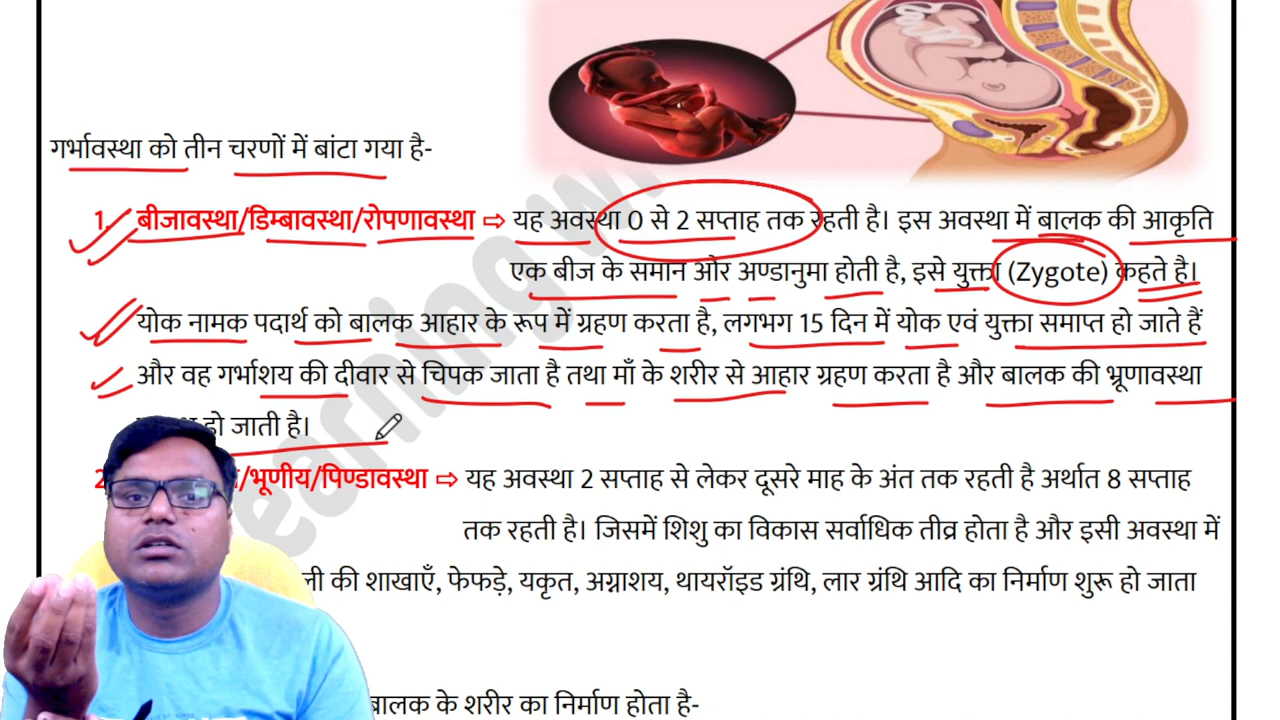 गर्भावस्था को तीन चरणों में बांटा गया है-
1. बीजावस्था/डिम्बावस्था/रोपणावस्था ⇨ यह अवस्था 0 से 2 सप्ताह तक रहती है। इस अवस्था में बालक की आकृति
एक बीज के समान और अण्डानुमा होती है, इसे युक्ता (Zygote) कहते है।
योक नामक पदार्थ को बालक आहार के रूप में ग्रहण करता है, लगभग 15 दिन में योक एवं युक्ता समाप्त हो जाते हैं
और वह गर्भाशय की दीवार से चिपक जाता है तथा माँ के शरीर से आहार ग्रहण करता है और बालक की भ्रूणावस्था
हो जाती है।
2 /भूणीय/पिण्डावस्था ⇨ यह अवस्था 2 सप्ताह से लेकर दूसरे माह के अंत तक रहती है अर्थात 8 सप्ताह
तक रहती है। जिसमें शिशु का विकास सर्वाधिक तीव्र होता है और इसी अवस्था में
की शाखाएँ, फेफड़े, यकृत, अग्नाशय, थायरॉइड ग्रंथि, लार ग्रंथि आदि का निर्माण शुरू हो जाता
बालक के शरीर का निर्माण होता है-